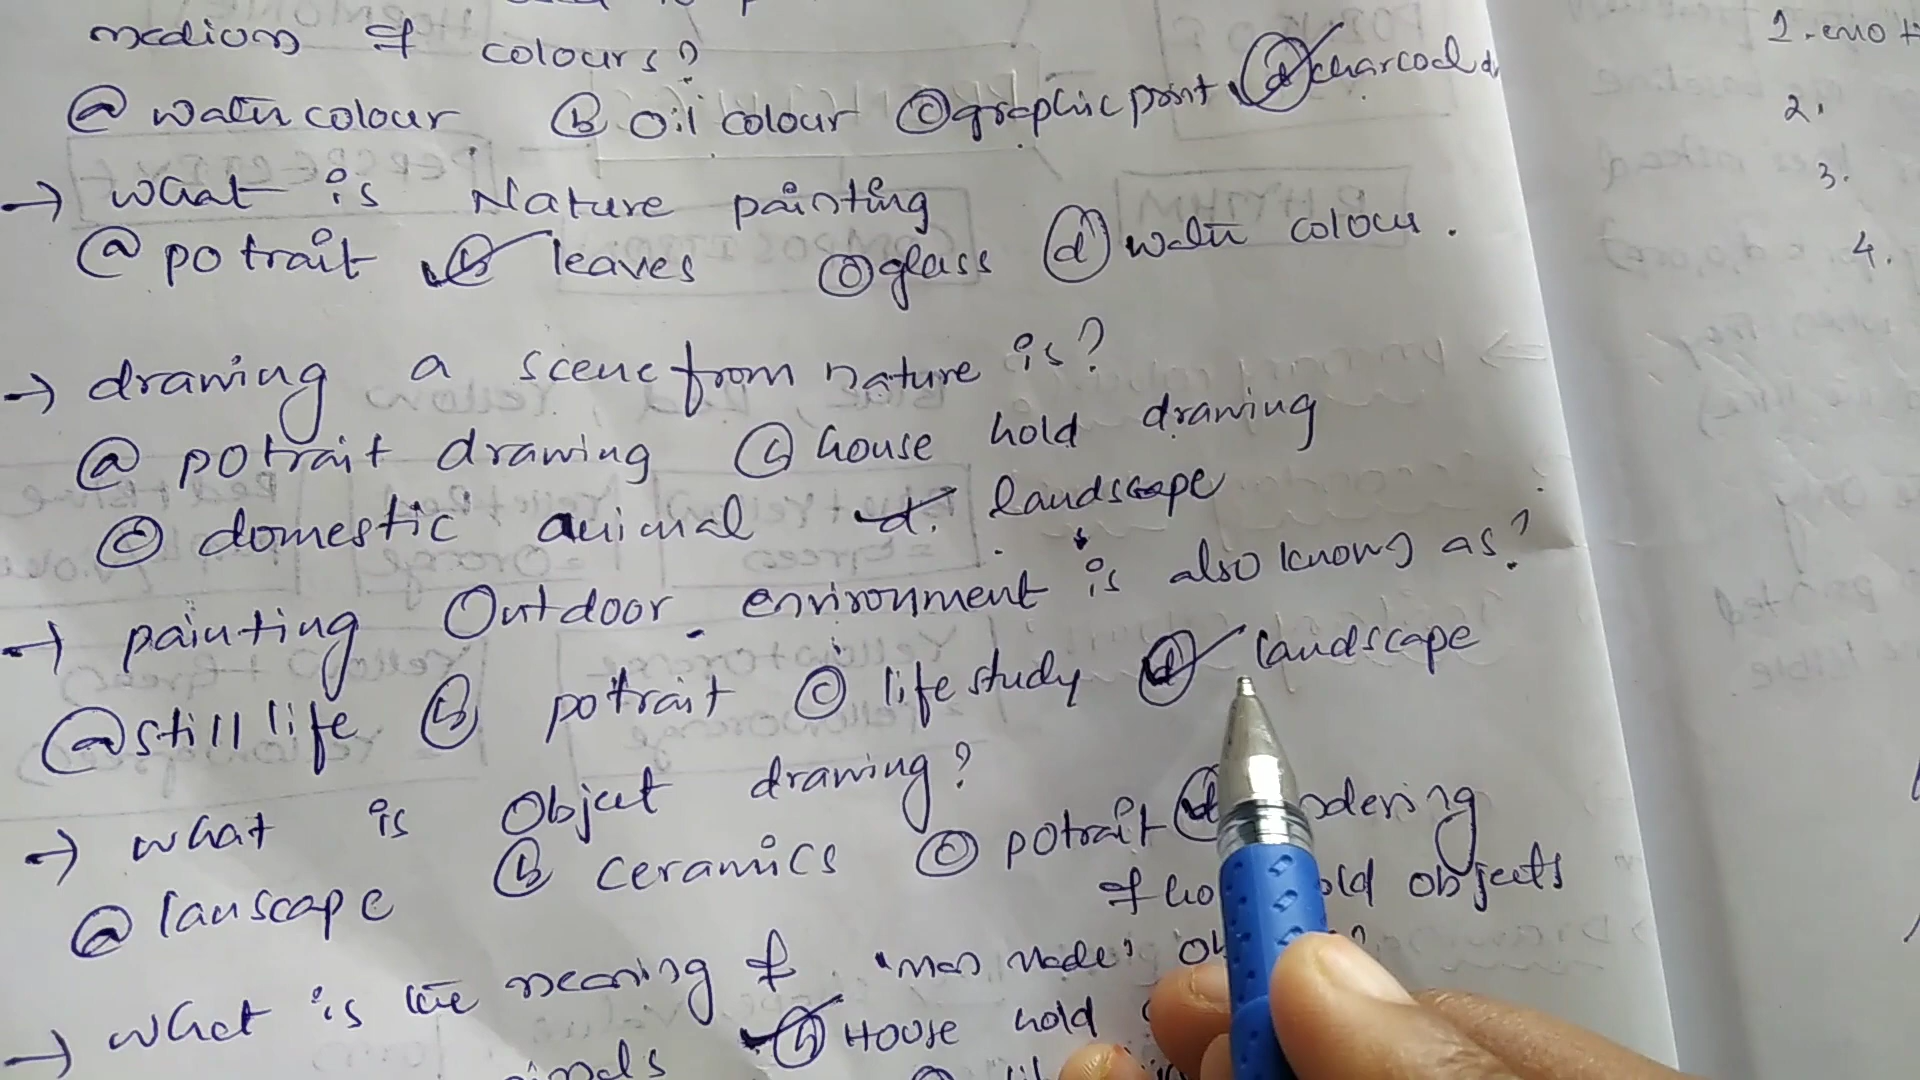 medium of colours?
ⓐ water colour ⓑ oil colour ⓒ graphic print ⓓ charcoal
→ what is Nature painting
ⓐ potrait ⓑ leaves ⓒ glass ⓓ water colour.
→ drawing a scene from nature is?
ⓐ potrait drawing ⓑ house hold drawing
ⓒ domestic animal d. landscape
→ painting Outdoor environment is also known as?
ⓐ still life ⓑ potrait ⓒ life study ⓓ landscape
→ what is Object drawing?
ⓐ lanscape ⓑ ceramics ⓒ potrait ⓓ
of objects
→ what is the meaning of 'man made'
ⓑ House hold
1.
2.
3.
4.